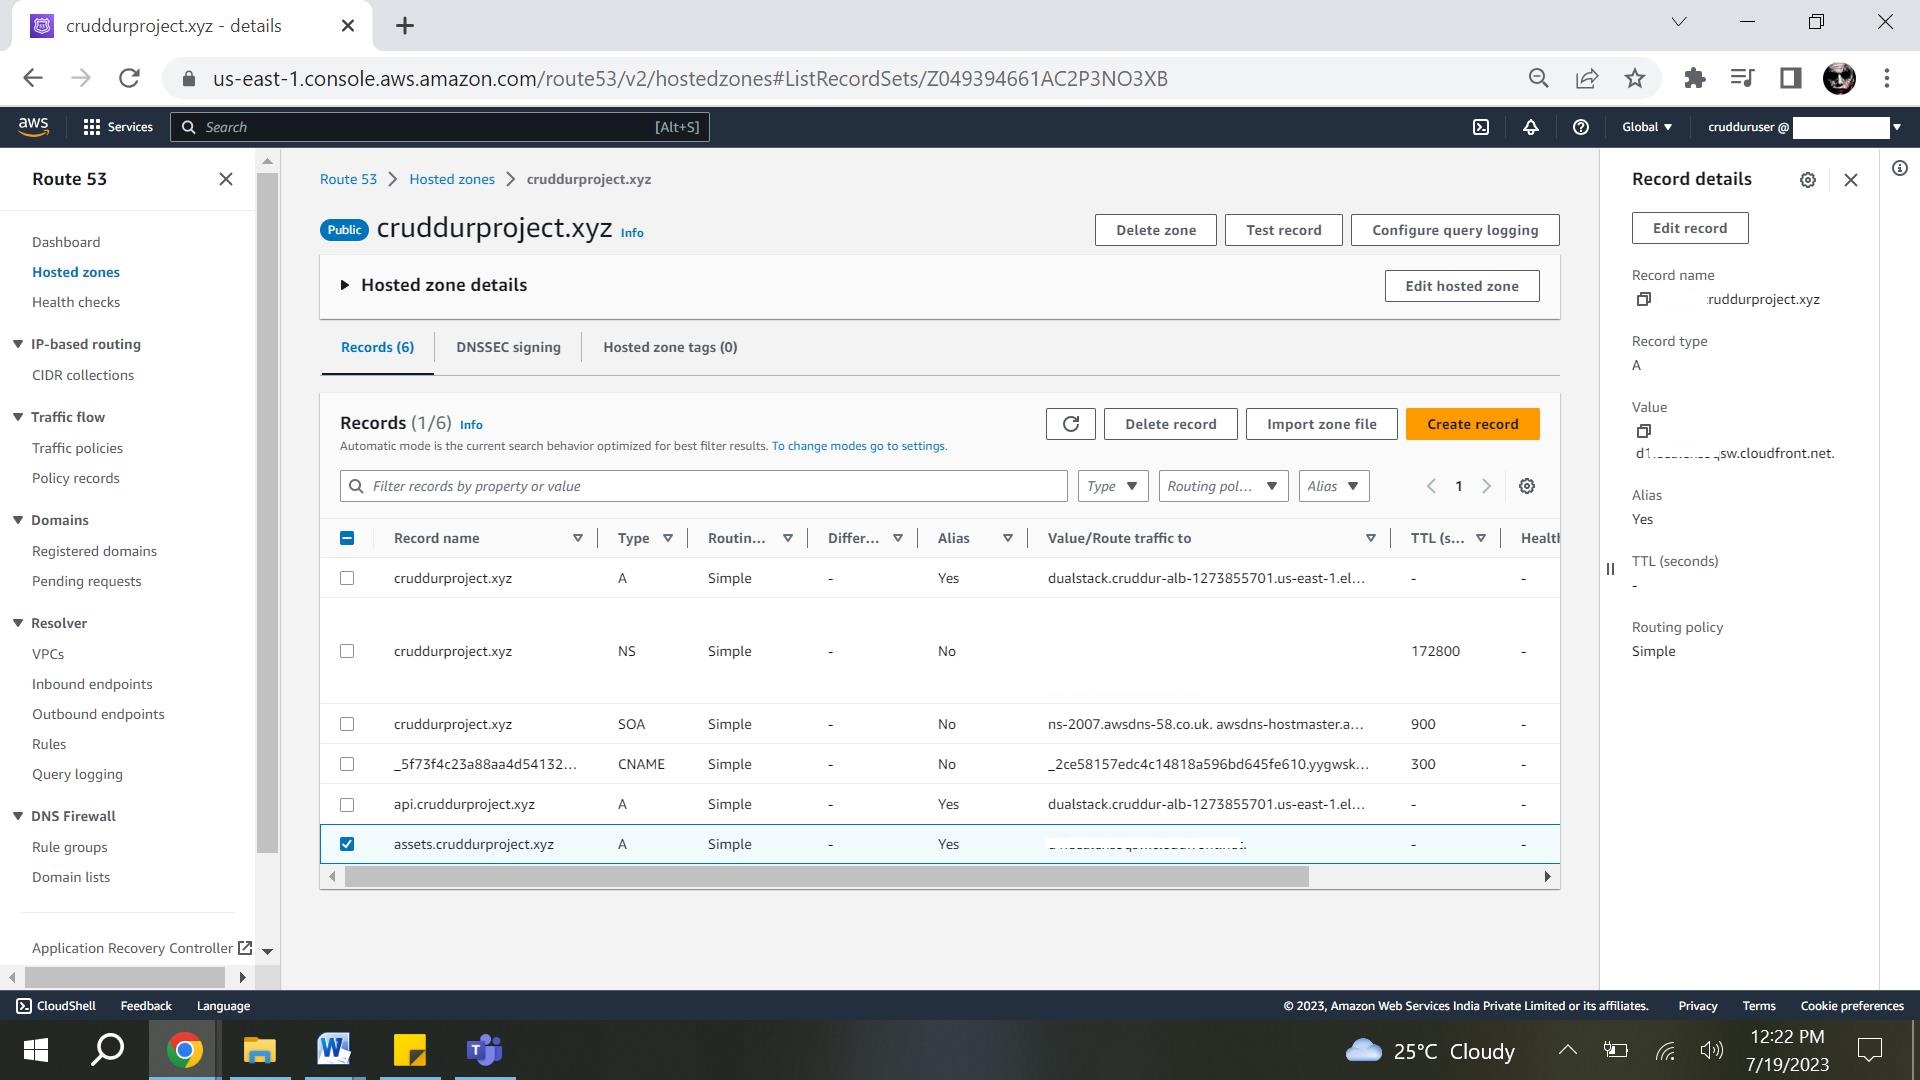 cruddurproject.xyz - details
us-east-1.console.aws.amazon.com/route53/v2/hostedzones#ListRecordSets/Z049394661AC2P3NO3XB
aws Services Search [Alt+S] Global crudduruser @
Route 53
Dashboard
Hosted zones
Health checks
IP-based routing
CIDR collections
Traffic flow
Traffic policies
Policy records
Domains
Registered domains
Pending requests
Resolver
VPCs
Inbound endpoints
Outbound endpoints
Rules
Query logging
DNS Firewall
Rule groups
Domain lists
Application Recovery Controller
Route 53 > Hosted zones > cruddurproject.xyz
Public cruddurproject.xyz Info Delete zone Test record Configure query logging
Hosted zone details Edit hosted zone
Records (6) DNSSEC signing Hosted zone tags (0)
Records (1/6) Info Delete record Import zone file Create record
Automatic mode is the current search behavior optimized for best filter results. To change modes go to settings.
Filter records by property or value Type Routing pol... Alias 1
Record name Type Routin... Differ... Alias Value/Route traffic to TTL (s... Health
cruddurproject.xyz A Simple - Yes dualstack.cruddur-alb-1273855701.us-east-1.el... - -
cruddurproject.xyz NS Simple - No 172800 -
cruddurproject.xyz SOA Simple - No ns-2007.awsdns-58.co.uk. awsdns-hostmaster.a... 900 -
_5f73f4c23a88aa4d54132... CNAME Simple - No _2ce58157edc4c14818a596bd645fe610.yygwsk... 300 -
api.cruddurproject.xyz A Simple - Yes dualstack.cruddur-alb-1273855701.us-east-1.el... - -
assets.cruddurproject.xyz A Simple - Yes - -
Record details
Edit record
Record name
ruddurproject.xyz
Record type
A
Value
sw.cloudfront.net.
Alias
Yes
TTL (seconds)
-
Routing policy
Simple
CloudShell Feedback Language © 2023, Amazon Web Services India Private Limited or its affiliates. Privacy Terms Cookie preferences
25°C Cloudy
12:22 PM
7/19/2023